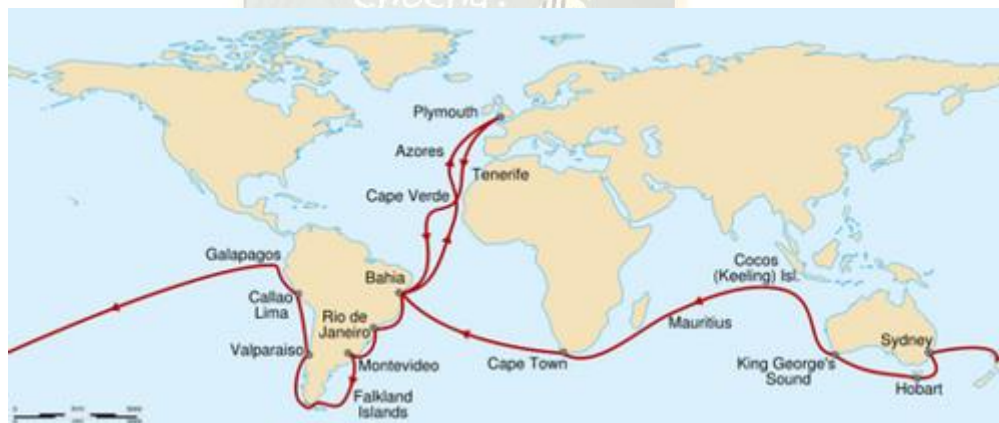 Plymouth
Azores
Tenerife
Cape Verde
Galapagos
Cocos
(Keeling) Isl.
Bahia
Callao
Lima
Rio de
Janeiro
Mauritius
Sydney
Valparaiso
Montevideo
Cape Town
King George's
Sound
Falkland
Islands
Hobart